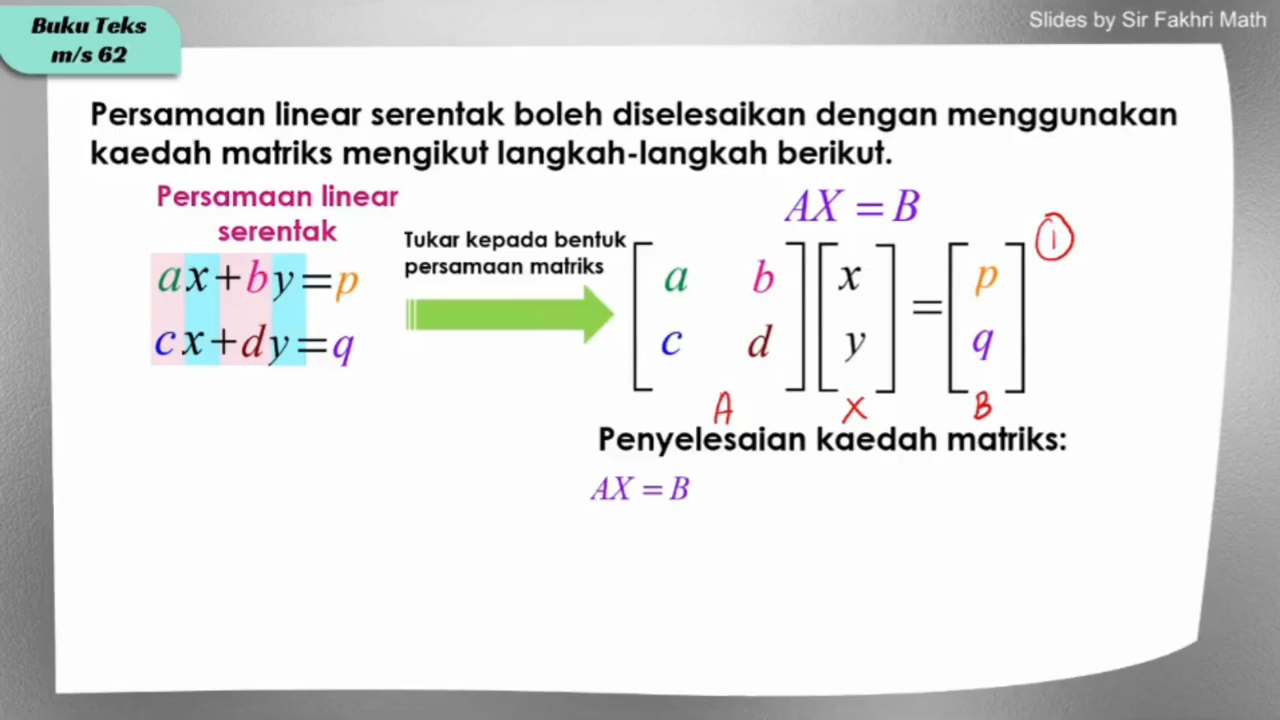 Buku Teks
m/s 62
Slides by Sir Fakhri Math
Persamaan linear serentak boleh diselesaikan dengan menggunakan
kaedah matriks mengikut langkah-langkah berikut.
Persamaan linear
serentak
ax+by=p
cx+dy=q
Tukar kepada bentuk
persamaan matriks
AX = B
①
[a b] [x] = [p]
[c d] [y] [q]
A X B
Penyelesaian kaedah matriks:
AX = B